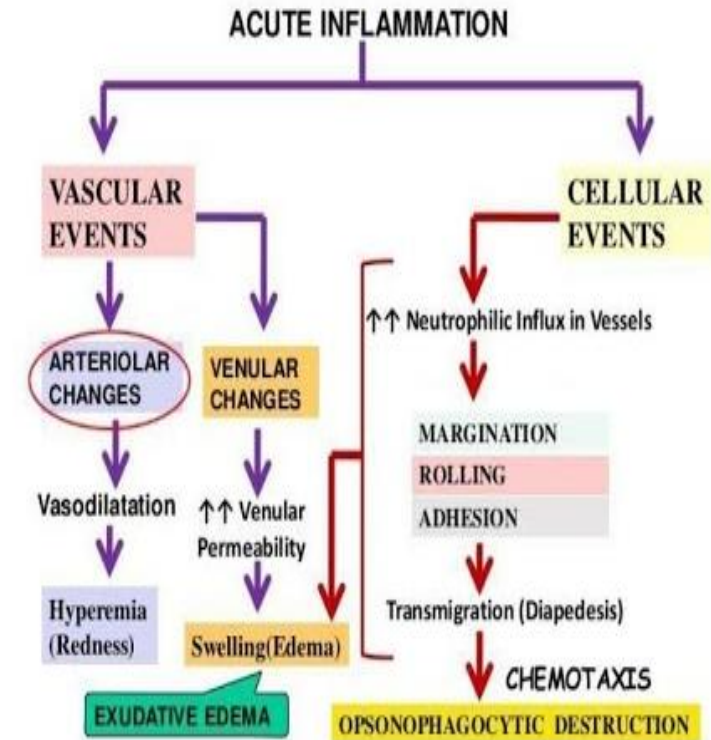 ACUTE INFLAMMATION
VASCULAR
EVENTS
CELLULAR
EVENTS
ARTERIOLAR
CHANGES
VENULAR
CHANGES
Vasodilatation
↑↑ Venular
Permeability
Hyperemia
(Redness)
Swelling(Edema)
EXUDATIVE EDEMA
↑↑ Neutrophilic Influx in Vessels
MARGINATION
ROLLING
ADHESION
Transmigration (Diapedesis)
CHEMOTAXIS
OPSONOPHAGOCYTIC DESTRUCTION